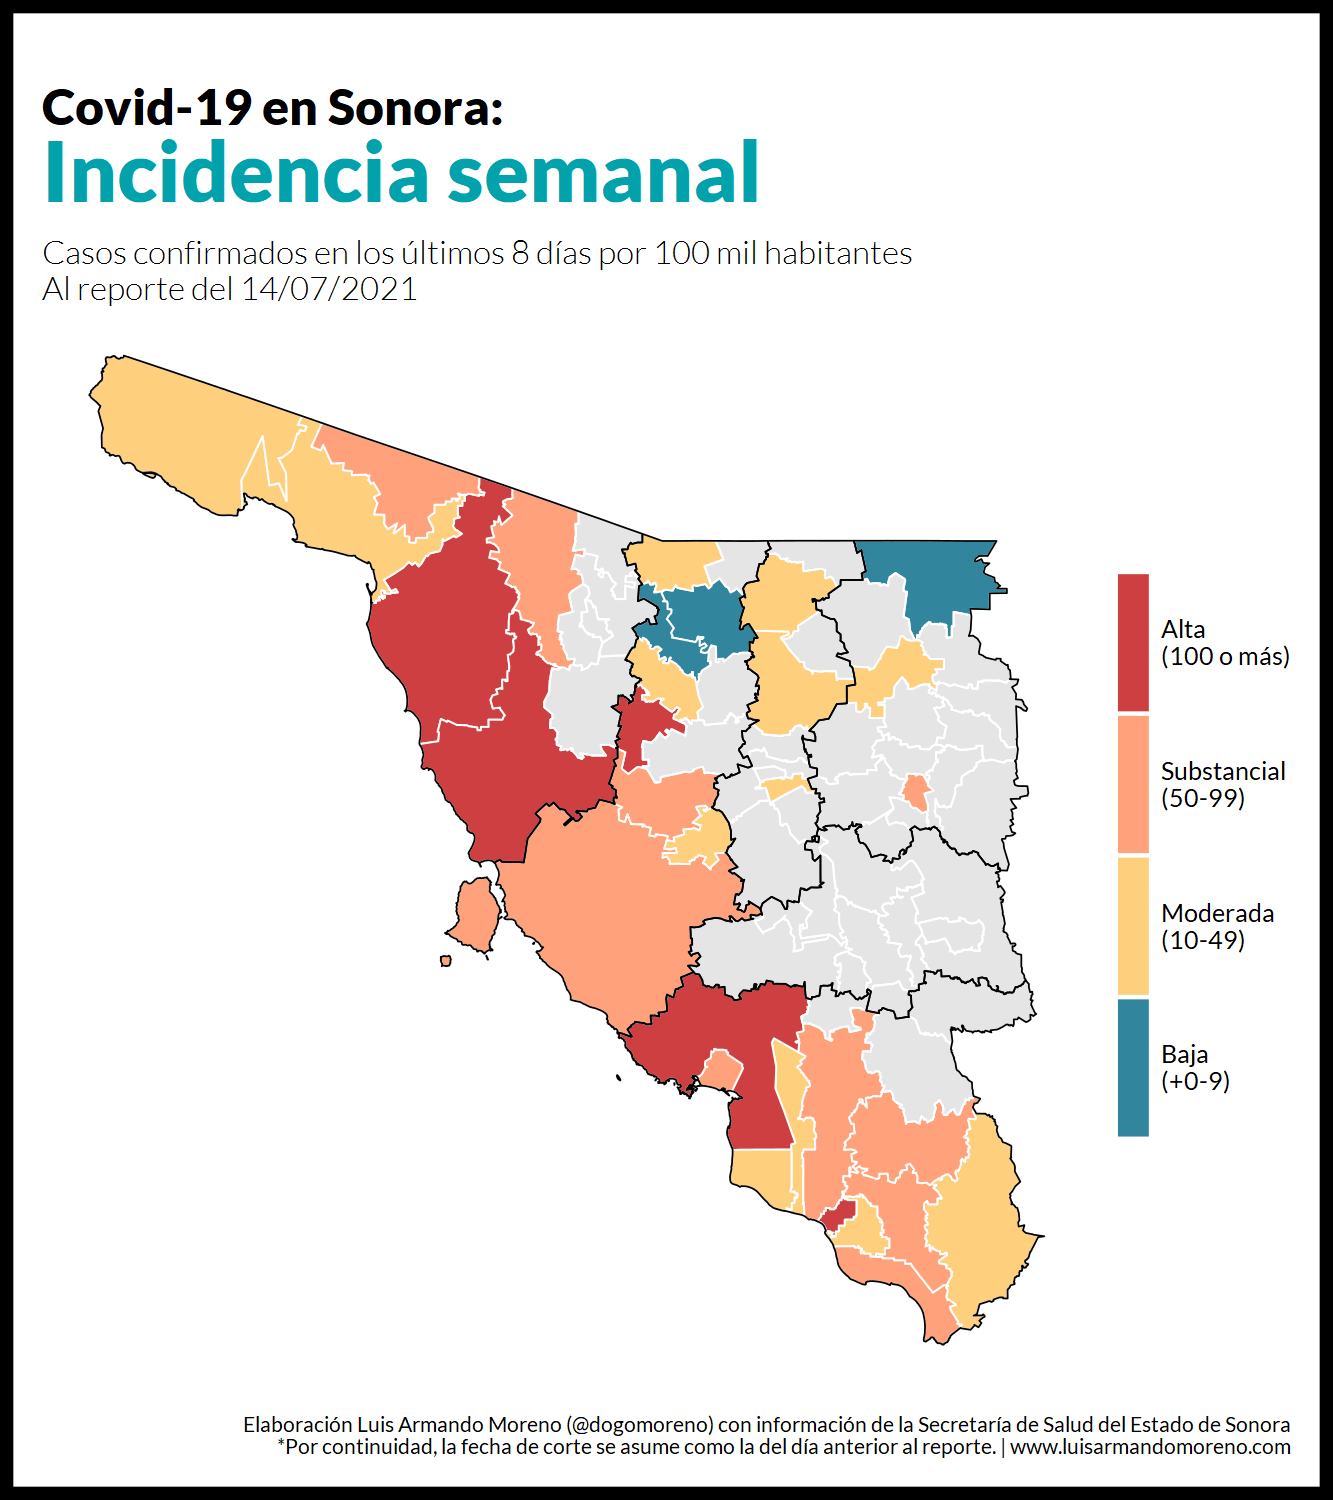 Covid-19 en Sonora:
Incidencia semanal
Casos confirmados en los últimos 8 días por 100 mil habitantes
Al reporte del 14/07/2021
Alta
(100 o más)
Substancial
(50-99)
Moderada
(10-49)
Baja
(+0-9)
Elaboración Luis Armando Moreno (@dogomoreno) con información de la Secretaría de Salud del Estado de Sonora
*Por continuidad, la fecha de corte se asume como la del día anterior al reporte. | www.luisarmandomoreno.com